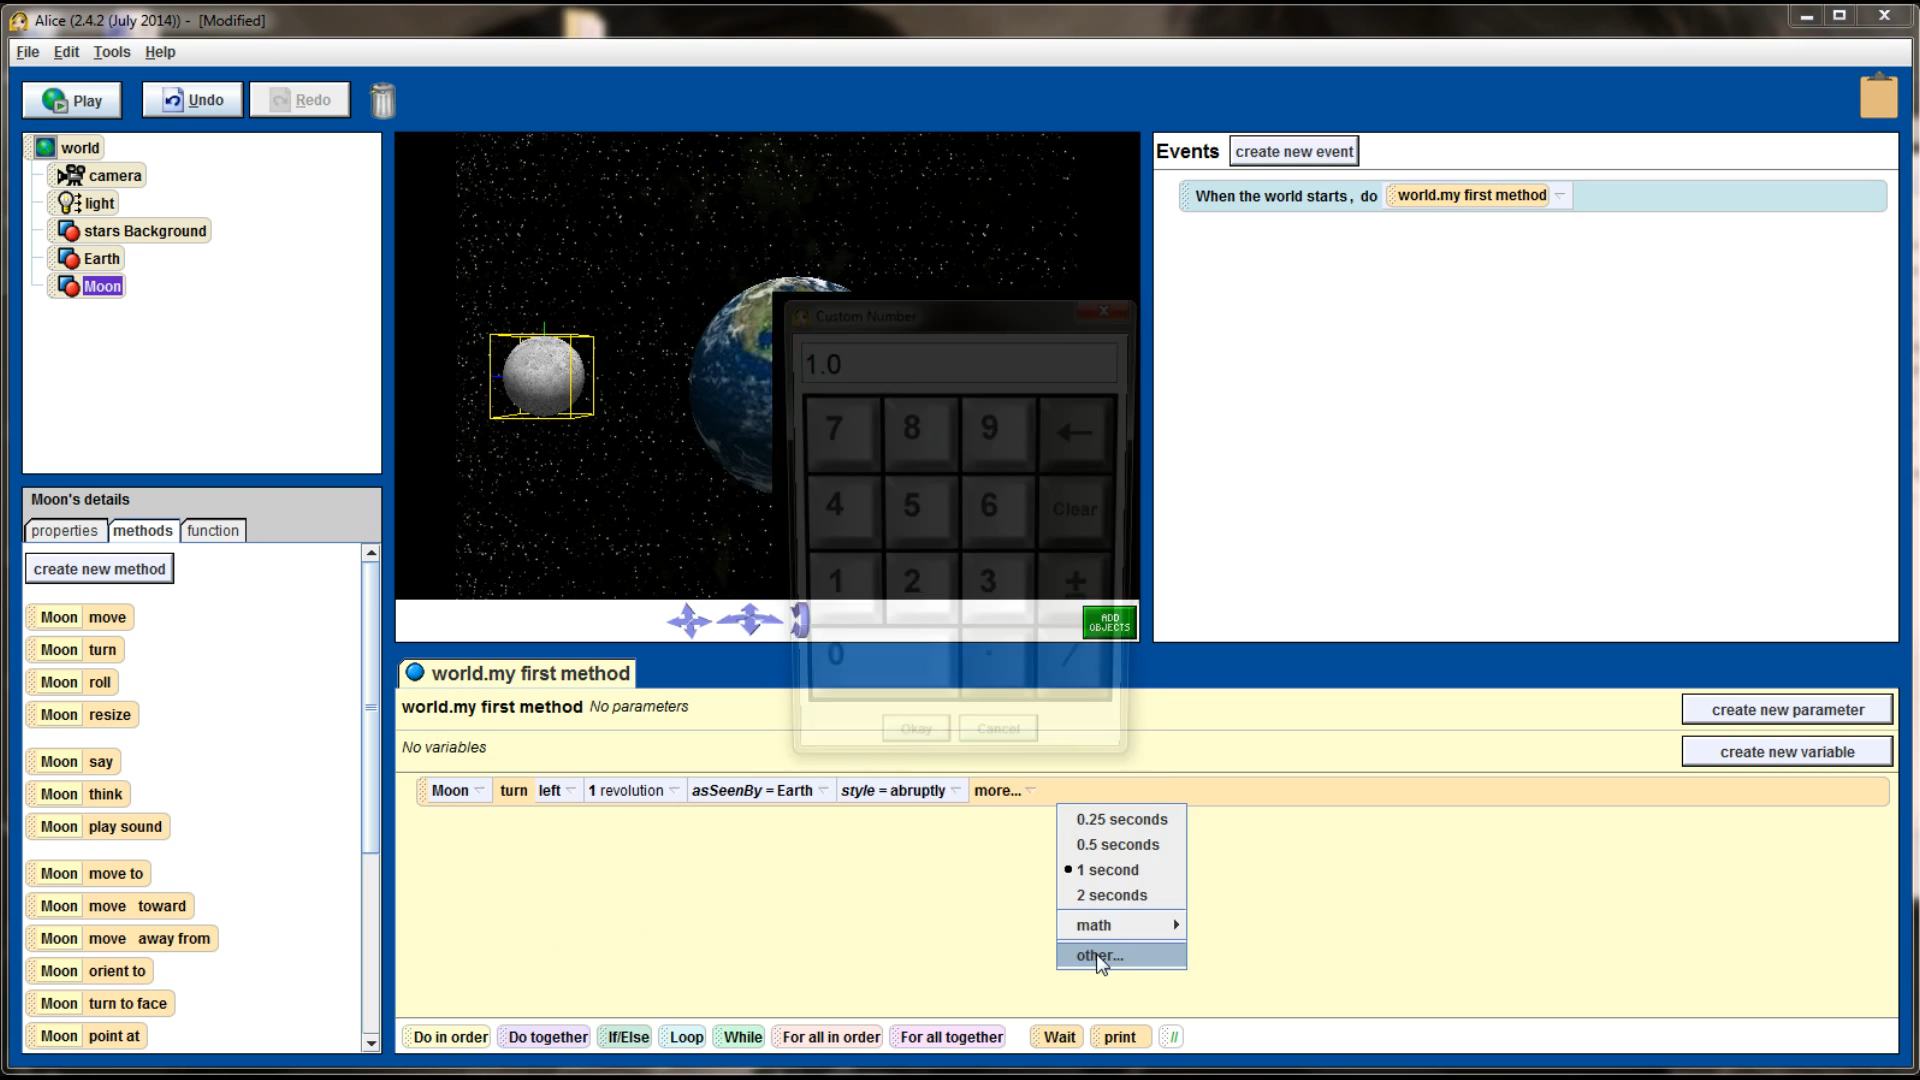 Alice (2.4.2 (July 2014)) - [Modified]
File Edit Tools Help
Play Undo Redo
world
camera
light
stars Background
Earth
Moon
Events create new event
When the world starts, do world.my first method
Custom Number
1.0
7 8 9 ←
4 5 6 Clear
1 2 3 ±
0 . /
Okay Cancel
ADD
OBJECTS
Moon's details
properties methods function
create new method
Moon move
Moon turn
Moon roll
Moon resize
Moon say
Moon think
Moon play sound
Moon move to
Moon move toward
Moon move away from
Moon orient to
Moon turn to face
Moon point at
world.my first method
world.my first method No parameters
create new parameter
No variables
create new variable
Moon turn left 1 revolution asSeenBy = Earth style = abruptly more...
0.25 seconds
0.5 seconds
1 second
2 seconds
math
other...
Do in order Do together If/Else Loop While For all in order For all together Wait print //